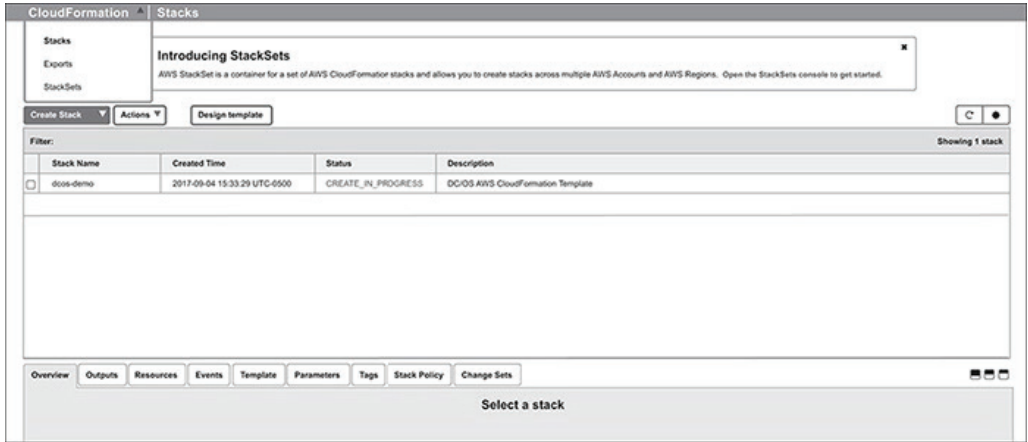 CloudFormation Stacks
Stacks
Exports
StackSets
Introducing StackSets
AWS StackSet is a container for a set of AWS CloudFormation stacks and allows you to create stacks across multiple AWS Accounts and AWS Regions. Open the StackSets console to get started.
Create Stack Actions Design template
Filter: Showing 1 stack
Stack Name Created Time Status Description
dcos-demo 2017-09-04 15:33:29 UTC-0500 CREATE_IN_PROGRESS DC/OS AWS CloudFormation Template
Overview Outputs Resources Events Template Parameters Tags Stack Policy Change Sets
Select a stack